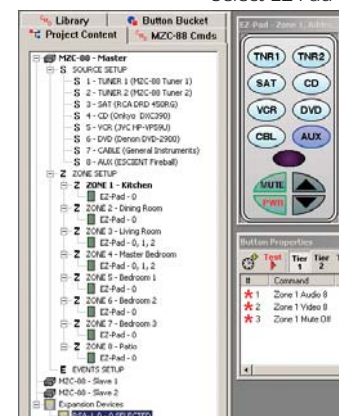 Library
Button Bucket
Project Content
MZC-88 Cmds
MZC-88 - Master
S SOURCE SETUP
S 1 - TUNER 1 (MZC-88 Tuner 1)
S 2 - TUNER 2 (MZC-88 Tuner 2)
S 3 - SAT (RCA DRD 450RG)
S 4 - CD (Onkyo DXC390)
S 5 - VCR (JVC HP-VP59U)
S 6 - DVD (Denon DVD-2900)
S 7 - CABLE (General Instruments)
S 8 - AUX (ESCIENT Fireball)
Z ZONE SETUP
Z ZONE 1 - Kitchen
EZ-Pad - 0
Z ZONE 2 - Dining Room
EZ-Pad - 0
Z ZONE 3 - Living Room
EZ-Pad - 0, 1, 2
Z ZONE 4 - Master Bedroom
EZ-Pad - 0, 1, 2
Z ZONE 5 - Bedroom 1
EZ-Pad - 0
Z ZONE 6 - Bedroom 2
EZ-Pad - 0
Z ZONE 7 - Bedroom 3
EZ-Pad - 0
Z ZONE 8 - Patio
EZ-Pad - 0
E EVENTS SETUP
MZC-88 - Slave 1
MZC-88 - Slave 2
Expansion Devices
EZ-Pad - Zone 1,
TNR1 TNR2
SAT CD
VCR DVD
CBL AUX
MUTE
PWR
Button Properties
Test Tier 1 Tier 2
# Command
1 Zone 1 Audio 8
2 Zone 1 Video 8
3 Zone 1 Mute Off